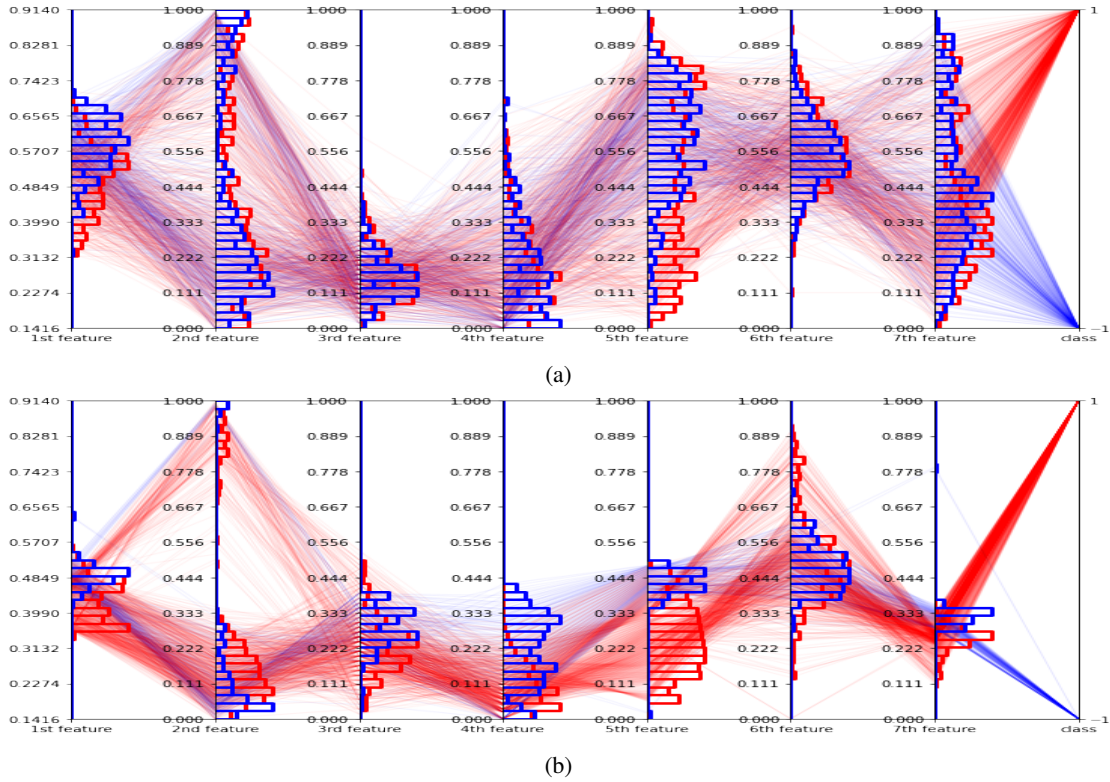 0.9140 1.000 1.000 1.000 1.000 1.000 1.000 1
0.8281 0.889 0.889 0.889 0.889 0.889 0.889
0.7423 0.778 0.778 0.778 0.778 0.778 0.778
0.6565 0.667 0.667 0.667 0.667 0.667 0.667
0.5707 0.556 0.556 0.556 0.556 0.556 0.556
0.4849 0.444 0.444 0.444 0.444 0.444 0.444
0.3990 0.333 0.333 0.333 0.333 0.333 0.333
0.3132 0.222 0.222 0.222 0.222 0.222 0.222
0.2274 0.111 0.111 0.111 0.111 0.111 0.111
0.1416 0.000 0.000 0.000 0.000 0.000 0.000 −1
1st feature 2nd feature 3rd feature 4th feature 5th feature 6th feature 7th feature class
(a)
0.9140 1.000 1.000 1.000 1.000 1.000 1.000 1
0.8281 0.889 0.889 0.889 0.889 0.889 0.889
0.7423 0.778 0.778 0.778 0.778 0.778 0.778
0.6565 0.667 0.667 0.667 0.667 0.667 0.667
0.5707 0.556 0.556 0.556 0.556 0.556 0.556
0.4849 0.444 0.444 0.444 0.444 0.444 0.444
0.3990 0.333 0.333 0.333 0.333 0.333 0.333
0.3132 0.222 0.222 0.222 0.222 0.222 0.222
0.2274 0.111 0.111 0.111 0.111 0.111 0.111
0.1416 0.000 0.000 0.000 0.000 0.000 0.000 −1
1st feature 2nd feature 3rd feature 4th feature 5th feature 6th feature 7th feature class
(b)